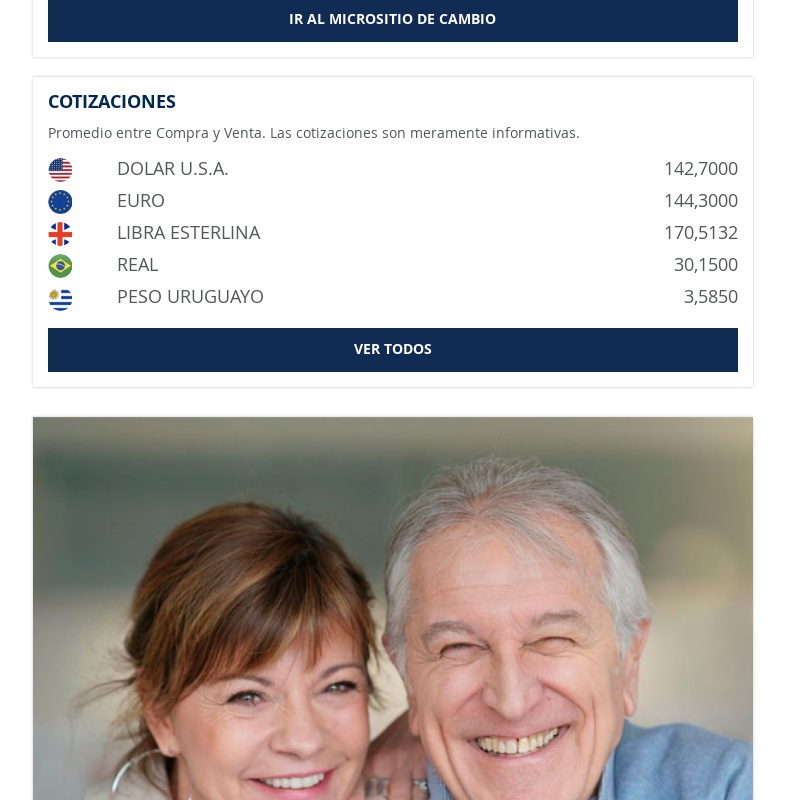 IR AL MICROSITIO DE CAMBIO
COTIZACIONES
Promedio entre Compra y Venta. Las cotizaciones son meramente informativas.
DOLAR U.S.A. 142,7000
EURO 144,3000
LIBRA ESTERLINA 170,5132
REAL 30,1500
PESO URUGUAYO 3,5850
VER TODOS